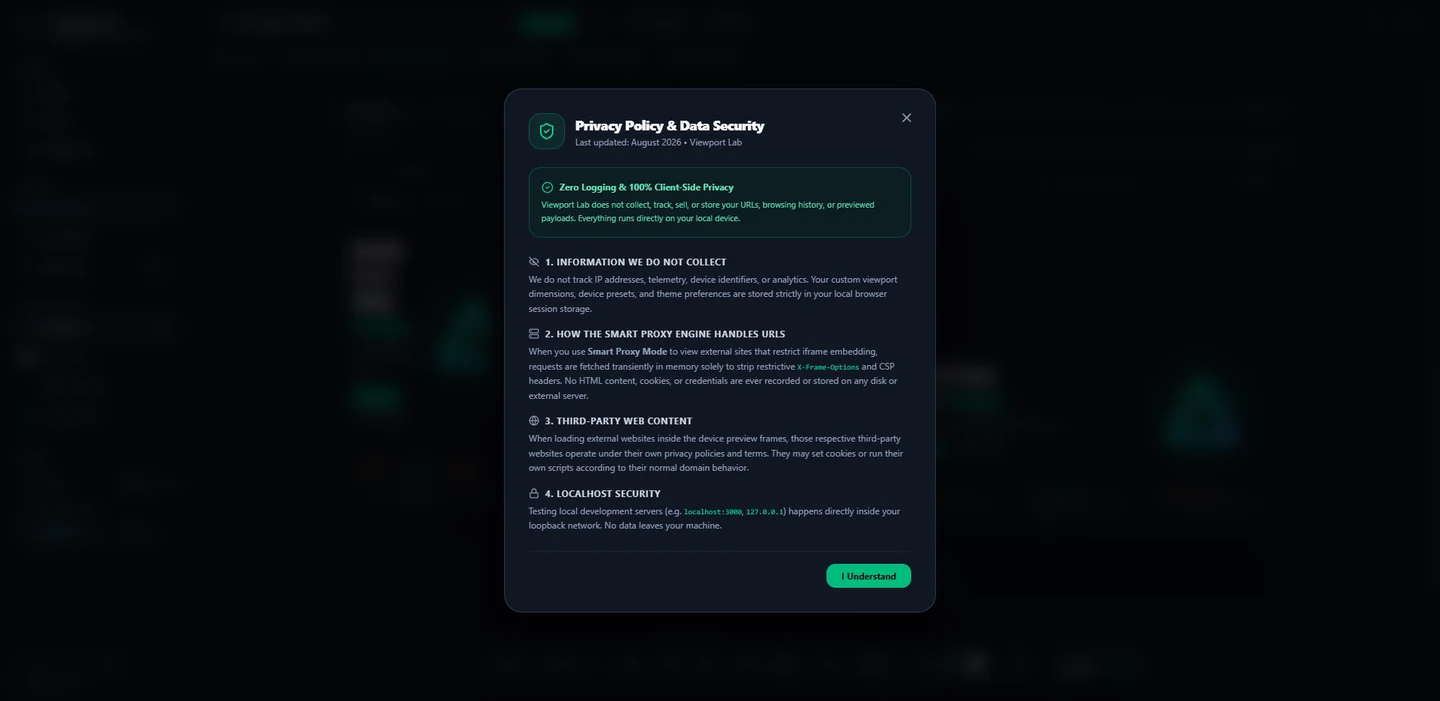 Privacy Policy & Data Security
Last updated: August 2026 • Viewport Lab
Zero Logging & 100% Client-Side Privacy
Viewport Lab does not collect, track, sell, or store your URLs, browsing history, or previewed
payloads. Everything runs directly on your local device.
1. INFORMATION WE DO NOT COLLECT
We do not track IP addresses, telemetry, device identifiers, or analytics. Your custom viewport
dimensions, device presets, and theme preferences are stored strictly in your local browser
session storage.
2. HOW THE SMART PROXY ENGINE HANDLES URLS
When you use Smart Proxy Mode to view external sites that restrict iframe embedding,
requests are fetched transiently in memory solely to strip restrictive X-Frame-Options and CSP
headers. No HTML content, cookies, or credentials are ever recorded or stored on any disk or
external server.
3. THIRD-PARTY WEB CONTENT
When loading external websites inside the device preview frames, those respective third-party
websites operate under their own privacy policies and terms. They may set cookies or run their
own scripts according to their normal domain behavior.
4. LOCALHOST SECURITY
Testing local development servers (e.g. localhost:3000, 127.0.0.1) happens directly inside your
loopback network. No data leaves your machine.
I Understand